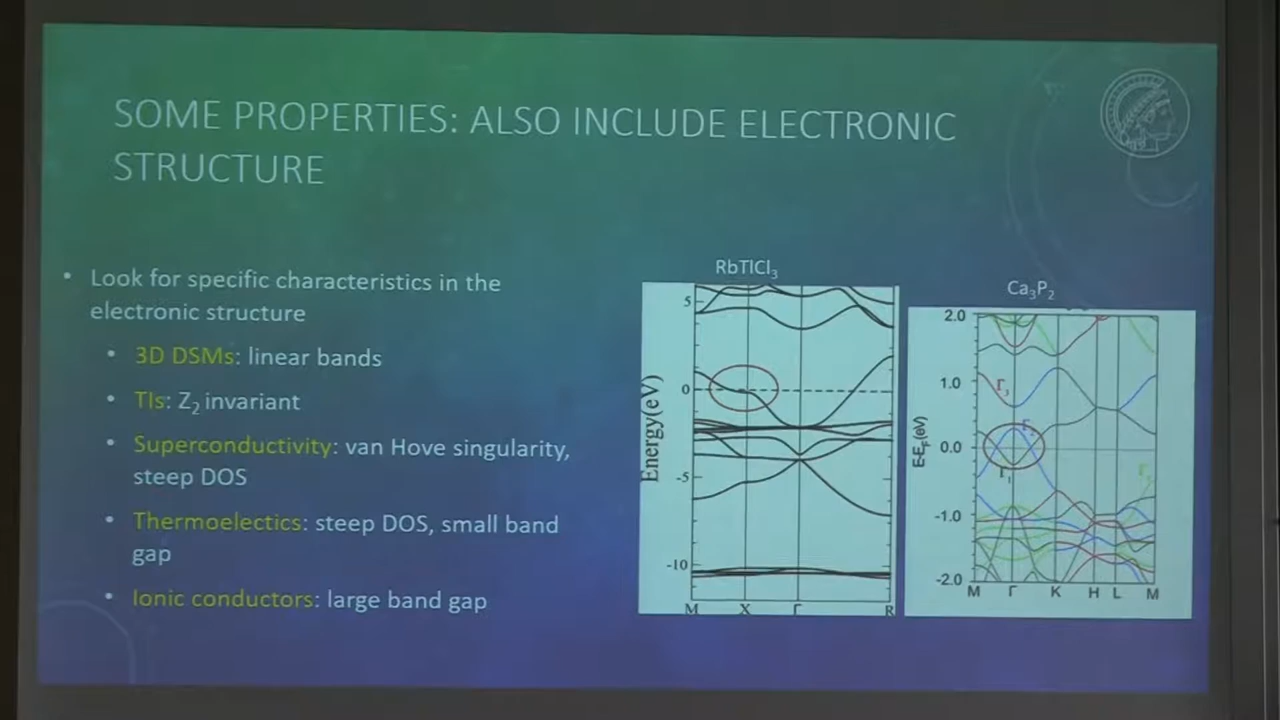 SOME PROPERTIES: ALSO INCLUDE ELECTRONIC
STRUCTURE
• Look for specific characteristics in the
electronic structure
• 3D DSMs: linear bands
• TIs: Z₂ invariant
• Superconductivity: van Hove singularity,
steep DOS
• Thermoelectics: steep DOS, small band
gap
• Ionic conductors: large band gap
RbTlCl₃
Energy(eV)
5
0
-5
-10
M X Γ R
Ca₃P₂
E-E_F(eV)
2.0
1.0
0.0
-1.0
-2.0
Γ₃
Γ₁
M Γ K H L M